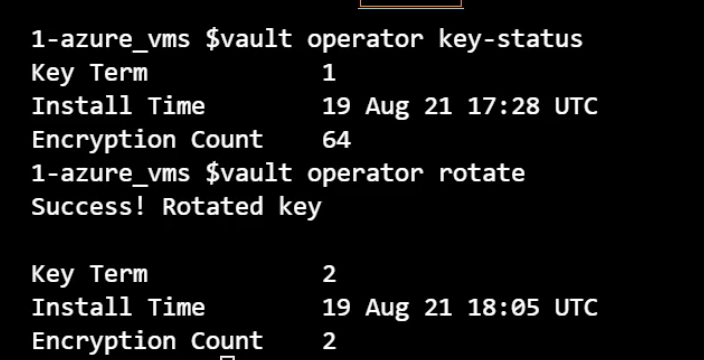 1-azure_vms $vault operator key-status
Key Term 1
Install Time 19 Aug 21 17:28 UTC
Encryption Count 64
1-azure_vms $vault operator rotate
Success! Rotated key
Key Term 2
Install Time 19 Aug 21 18:05 UTC
Encryption Count 2